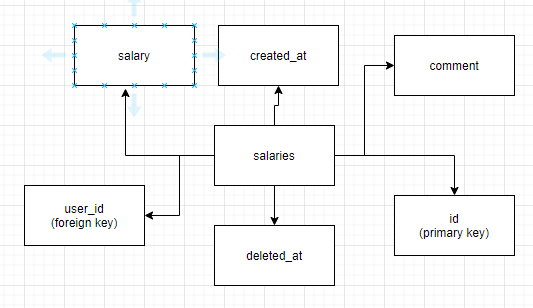 salary
created_at
comment
salaries
user_id
(foreign key)
id
(primary key)
deleted_at